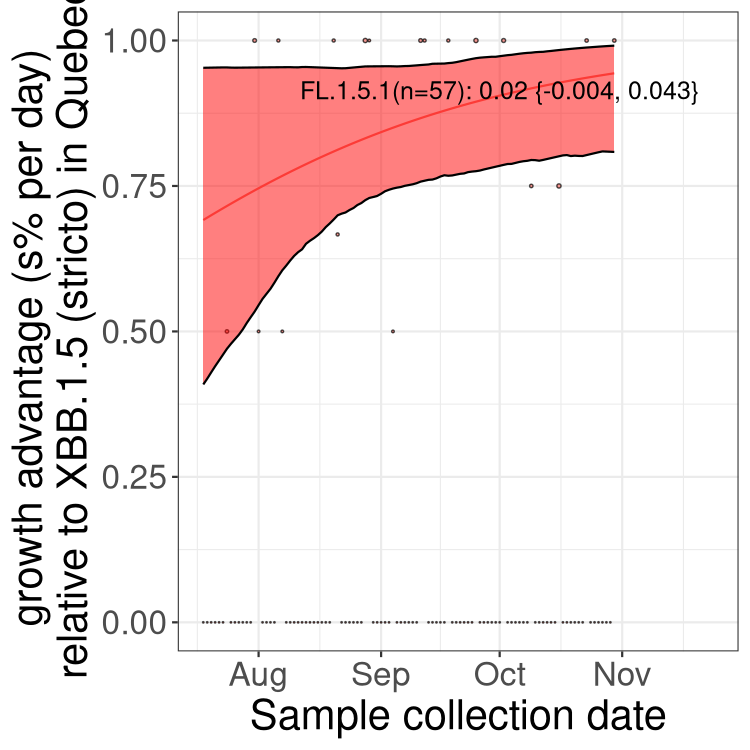 growth advantage (s% per day)
relative to XBB.1.5 (stricto) in Quebec
1.00
0.75
0.50
0.25
0.00
FL.1.5.1(n=57): 0.02 {-0.004, 0.043}
Aug Sep Oct Nov
Sample collection date